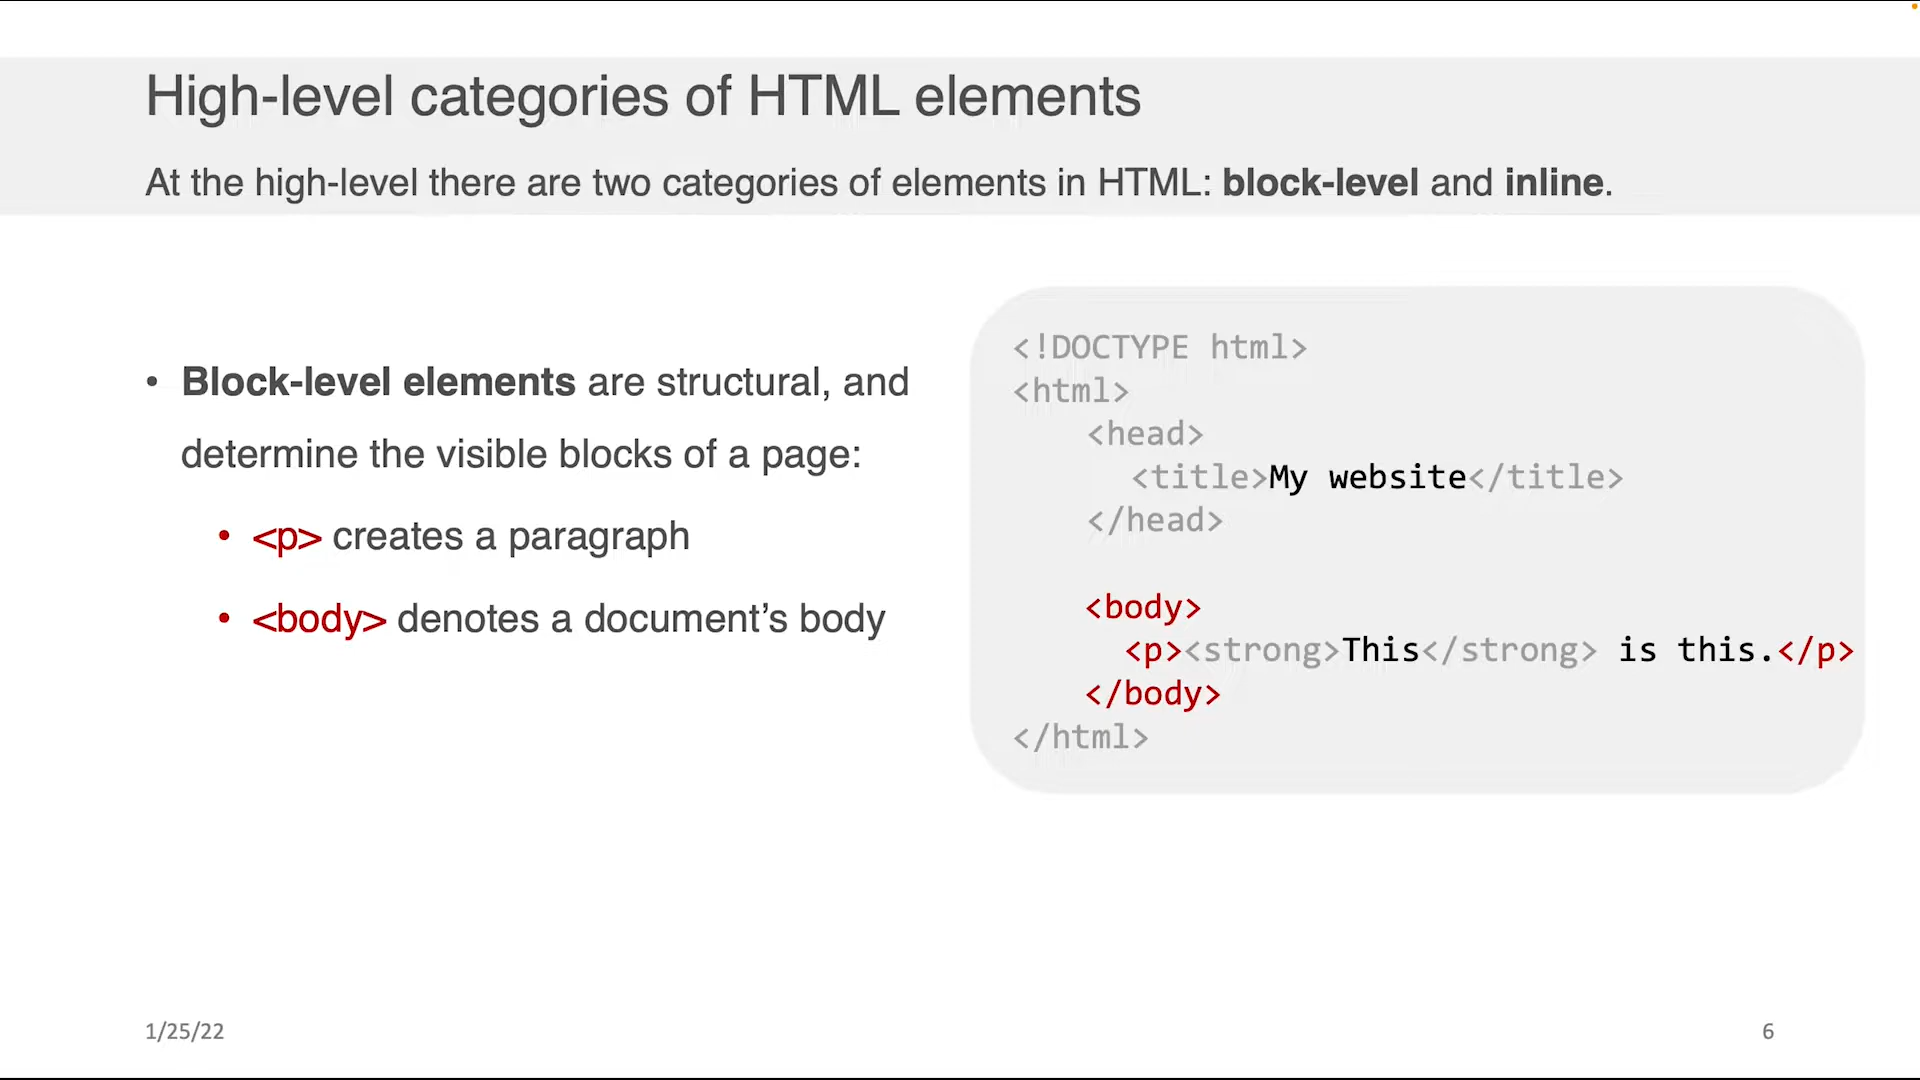 High-level categories of HTML elements
At the high-level there are two categories of elements in HTML: block-level and inline.
• Block-level elements are structural, and
determine the visible blocks of a page:
• <p> creates a paragraph
• <body> denotes a document’s body
<!DOCTYPE html>
<html>
<head>
<title>My website</title>
</head>
<body>
<p><strong>This</strong> is this.</p>
</body>
</html>
1/25/22
6